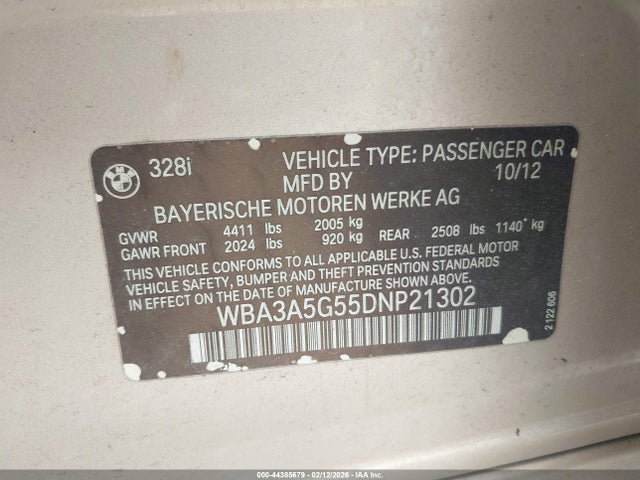 BMW
328i VEHICLE TYPE: PASSENGER CAR
MFD BY 10/12
BAYERISCHE MOTOREN WERKE AG
GVWR 4411 lbs 2005 kg
GAWR FRONT 2024 lbs 920 kg REAR 2508 lbs 1140 kg
THIS VEHICLE CONFORMS TO ALL APPLICABLE U.S. FEDERAL MOTOR
VEHICLE SAFETY, BUMPER AND THEFT PREVENTION STANDARDS
IN EFFECT ON THE DATE OF MANUFACTURE SHOWN ABOVE.
WBA3A5G55DNP21302
2 122 606
000-44385679 - 02/12/2026 - IAAI.COM